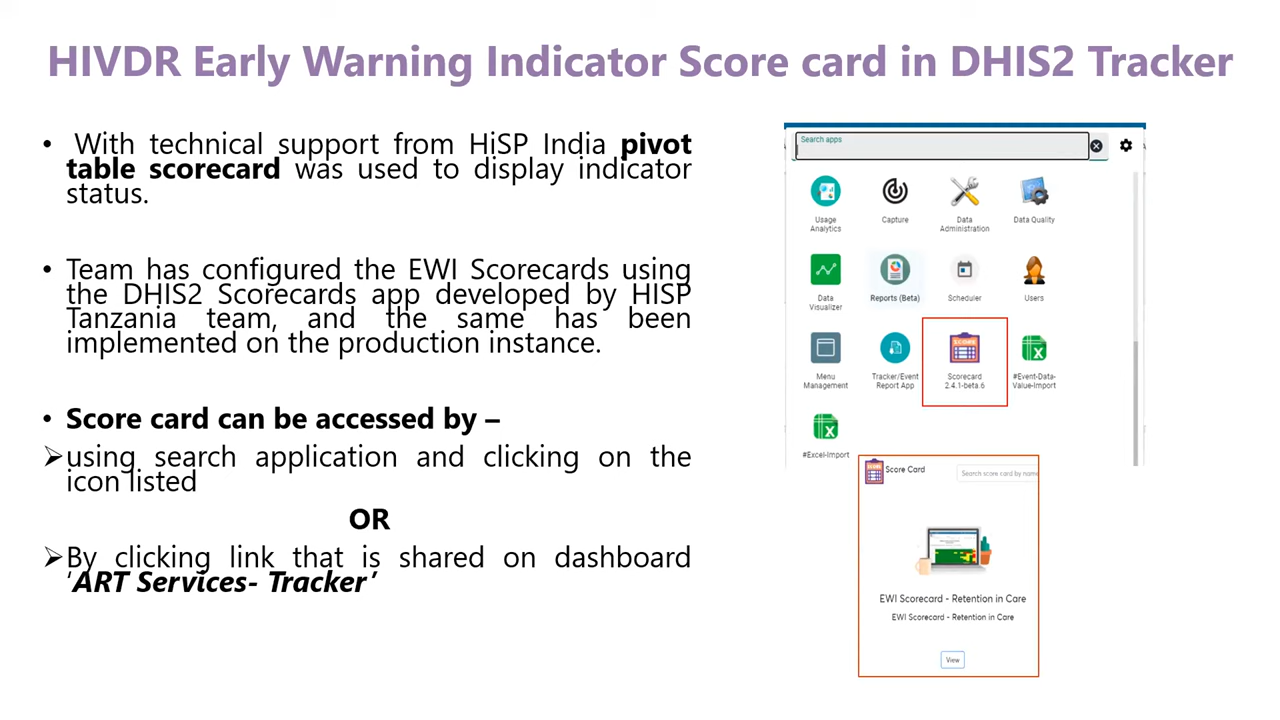 HIVDR Early Warning Indicator Score card in DHIS2 Tracker
• With technical support from HiSP India pivot
table scorecard was used to display indicator
status.
• Team has configured the EWI Scorecards using
the DHIS2 Scorecards app developed by HISP
Tanzania team, and the same has been
implemented on the production instance.
• Score card can be accessed by –
➢using search application and clicking on the
icon listed
OR
➢By clicking link that is shared on dashboard
‘ART Services- Tracker’
Search apps
Usage
Analytics
Capture
Data
Administration
Data Quality
Data
Visualizer
Reports (Beta)
Scheduler
Users
Menu
Management
Tracker/Event
Report App
Scorecard
2.4.1-beta.6
#Event-Data-
Value-Import
#Excel-Import
Score Card
Search score card by name
EWI Scorecard - Retention in Care
EWI Scorecard - Retention in Care
View